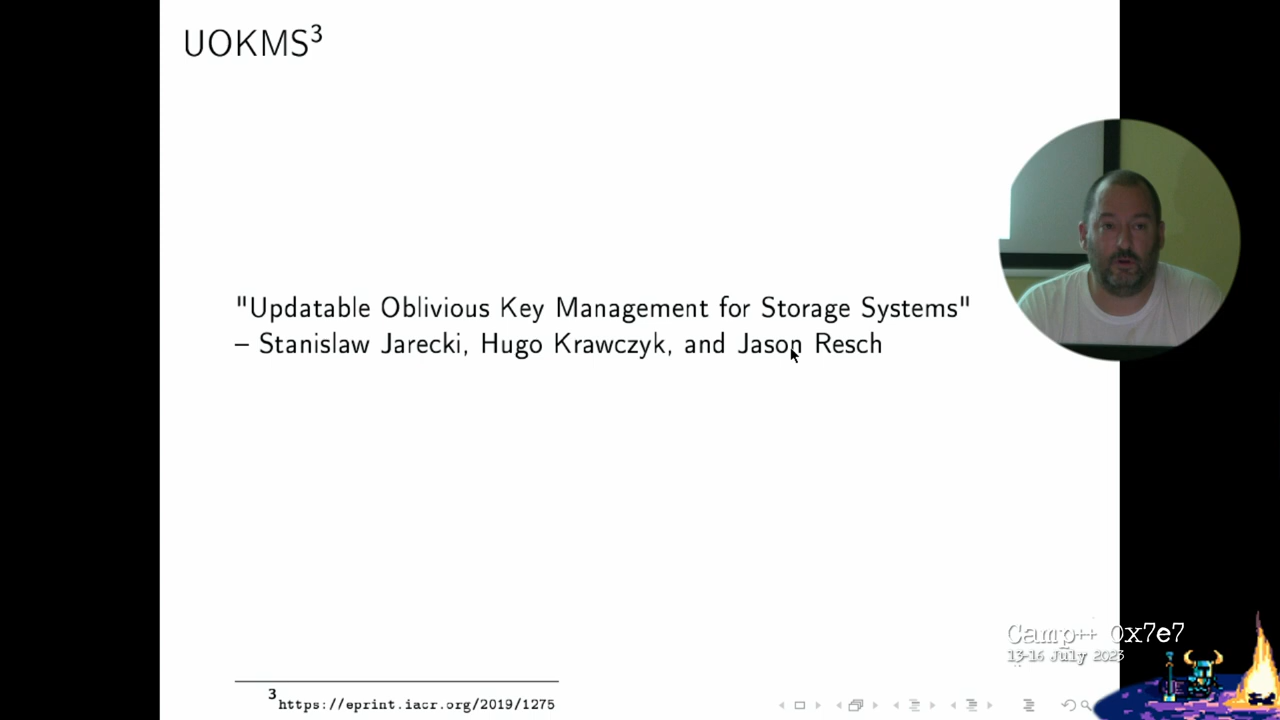 UOKMS³
"Updatable Oblivious Key Management for Storage Systems"
– Stanislaw Jarecki, Hugo Krawczyk, and Jason Resch
Camp++ 0x7e7
13-16 July 2023
³https://eprint.iacr.org/2019/1275